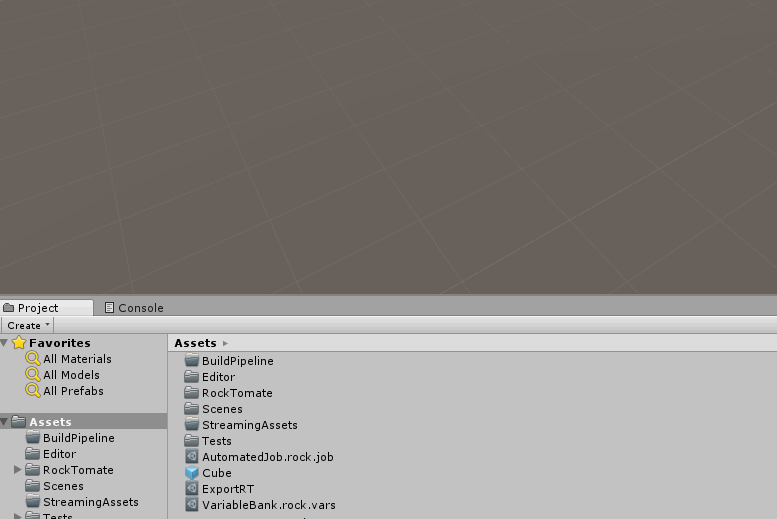 Project
Console
Create
Favorites
All Materials
All Models
All Prefabs
Assets
BuildPipeline
Editor
RockTomate
Scenes
StreamingAssets
Tests
Assets
BuildPipeline
Editor
RockTomate
Scenes
StreamingAssets
Tests
AutomatedJob.rock.job
Cube
ExportRT
VariableBank.rock.vars